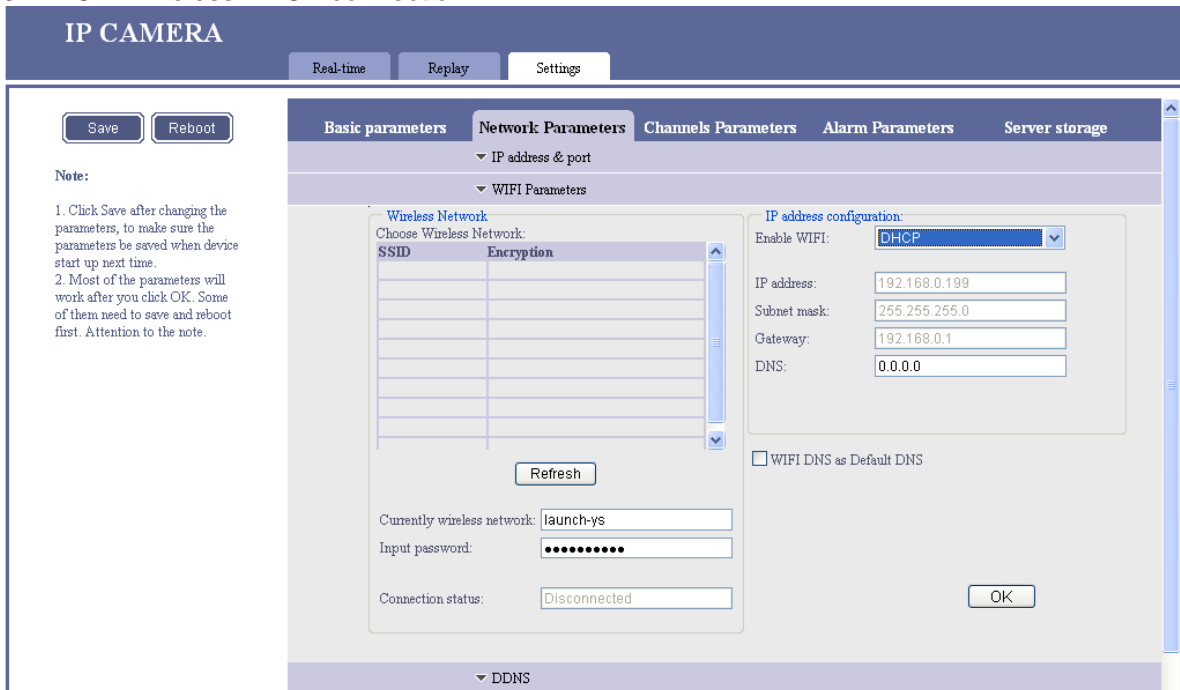 IP CAMERA
Real-time Replay Settings
Save Reboot
Note:
1. Click Save after changing the
parameters, to make sure the
parameters be saved when device
start up next time.
2. Most of the parameters will
work after you click OK. Some
of them need to save and reboot
first. Attention to the note.
Basic parameters Network Parameters Channels Parameters Alarm Parameters Server storage
IP address & port
WIFI Parameters
Wireless Network
Choose Wireless Network:
SSID Encryption
Refresh
Currently wireless network: launch-ys
Input password: ●●●●●●●●●●
Connection status: Disconnected
IP address configuration:
Enable WIFI: DHCP
IP address: 192.168.0.199
Subnet mask: 255.255.255.0
Gateway: 192.168.0.1
DNS: 0.0.0.0
WIFI DNS as Default DNS
OK
DDNS